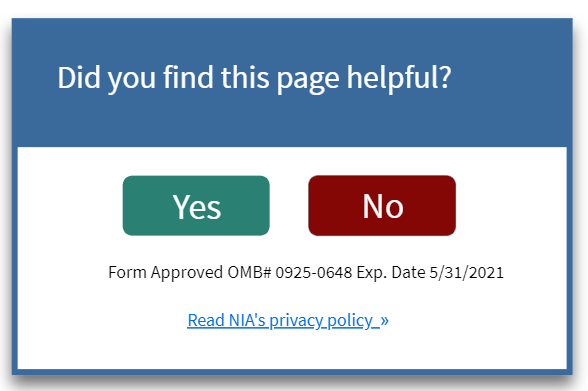 Did you find this page helpful?
Yes No
Form Approved OMB# 0925-0648 Exp. Date 5/31/2021
Read NIA's privacy policy »